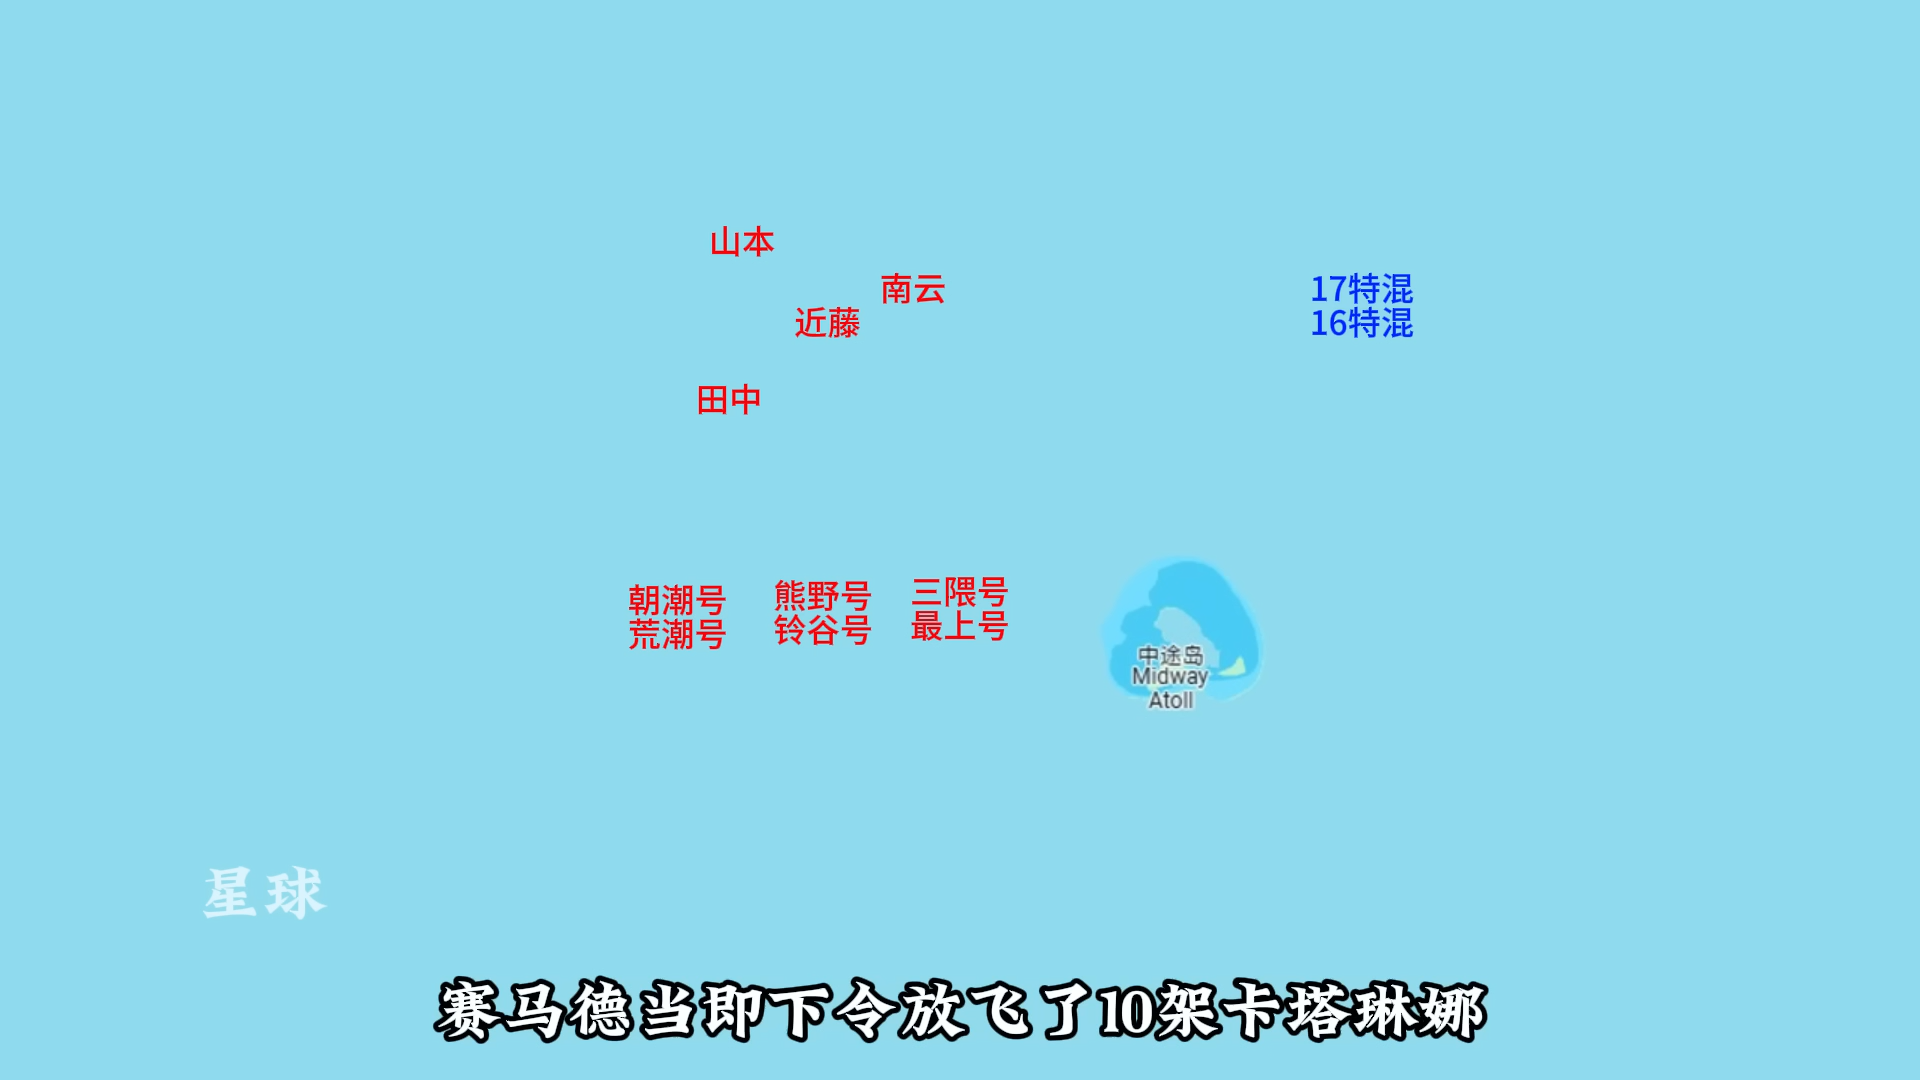 山本
南云
17特混
近藤
16特混
田中
朝潮号
荒潮号
熊野号
铃谷号
三隈号
最上号
中途岛
Midway
Atoll
星球
赛马德当即下令放飞了10架卡塔琳娜